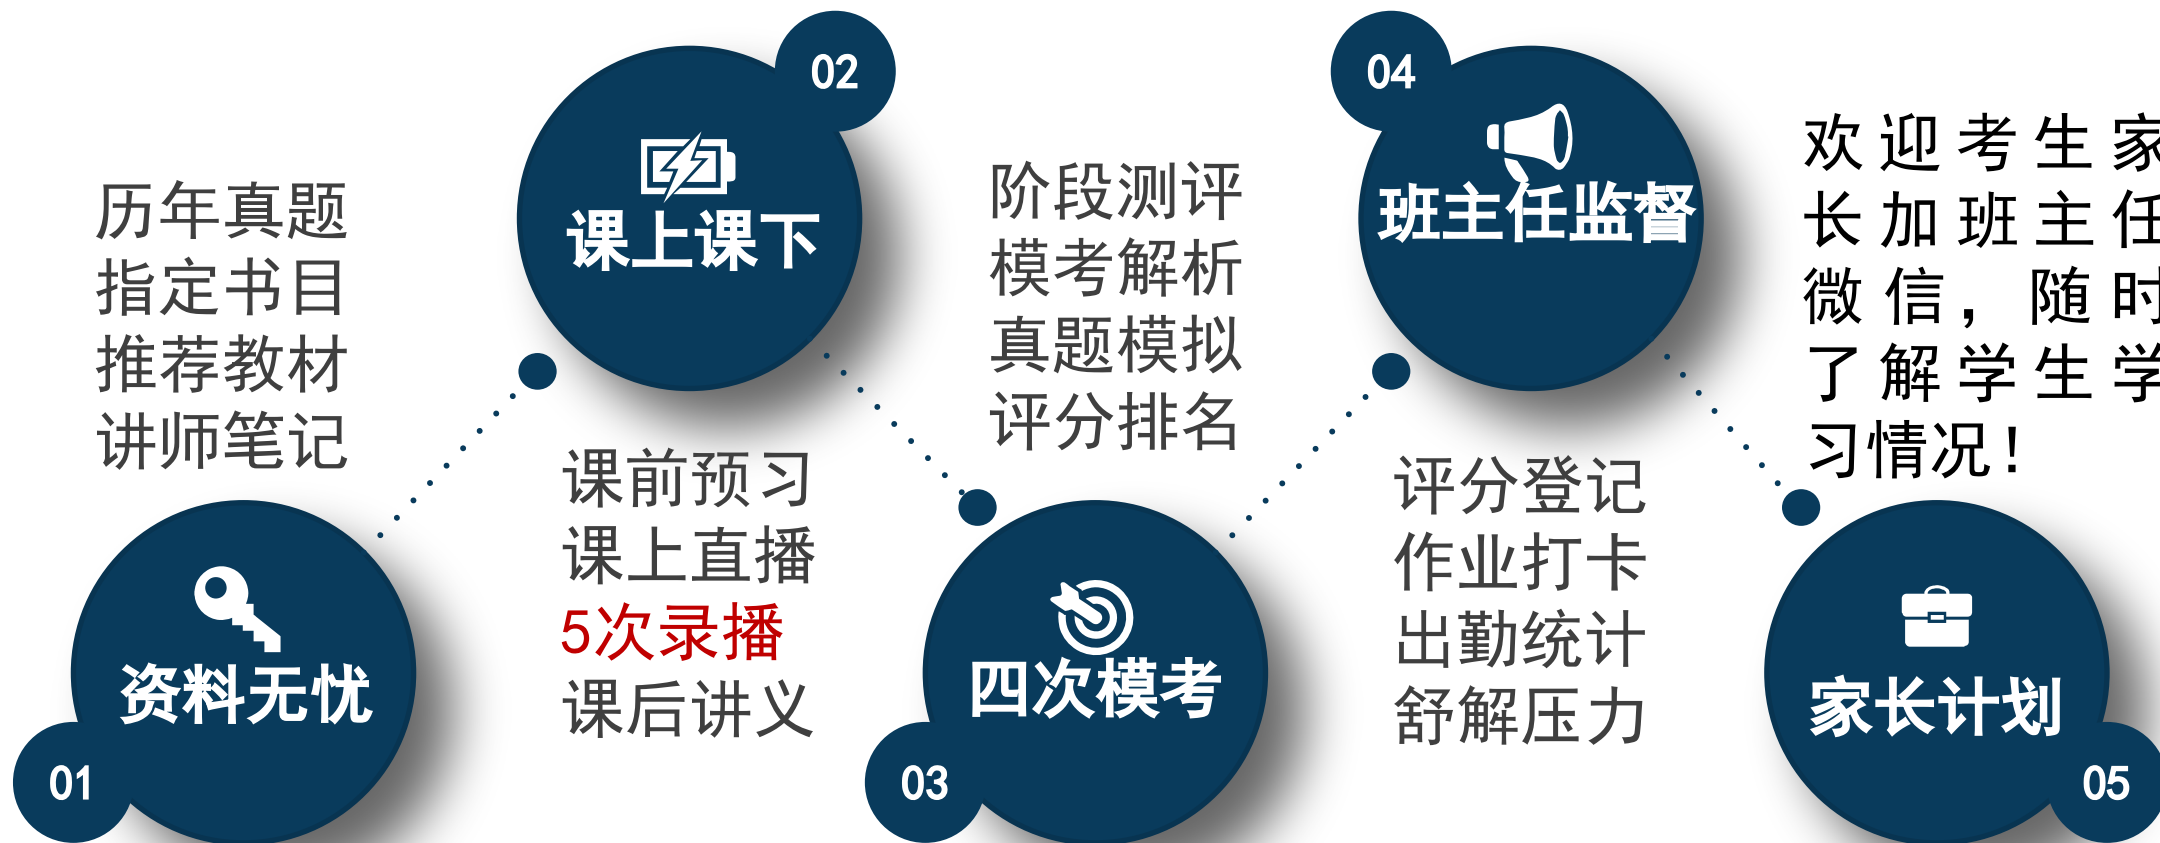 历年真题
指定书目
推荐教材
讲师笔记
资料无忧
01
02
课上课下
课前预习
课上直播
5次录播
课后讲义
阶段测评
模考解析
真题模拟
评分排名
四次模考
03
04
班主任监督
评分登记
作业打卡
出勤统计
舒解压力
欢迎考生家
长加班主任
微信，随时
了解学生学
习情况！
家长计划
05